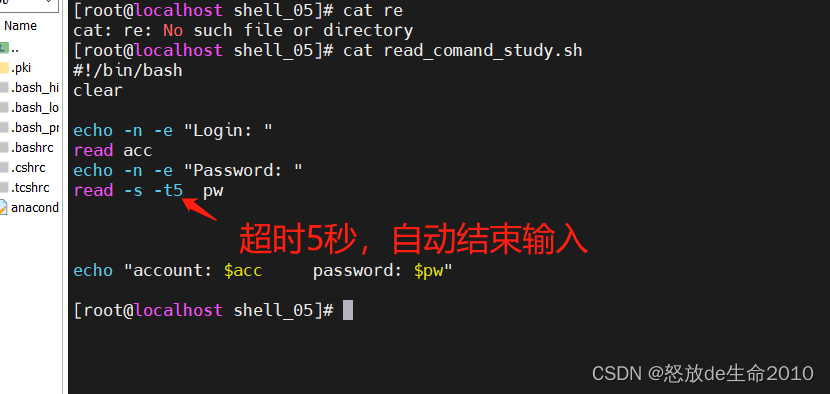 [root@localhost shell_05]# cat re
cat: re: No such file or directory
[root@localhost shell_05]# cat read_comand_study.sh
#!/bin/bash
clear
echo -n -e "Login: "
read acc
echo -n -e "Password: "
read -s -t5  pw
超时5秒，自动结束输入
echo "account: $acc     password: $pw"
[root@localhost shell_05]#
Name
..
.pki
.bash_hi
.bash_lo
.bash_pr
.bashrc
.cshrc
.tcshrc
anacond
CSDN @怒放de生命2010